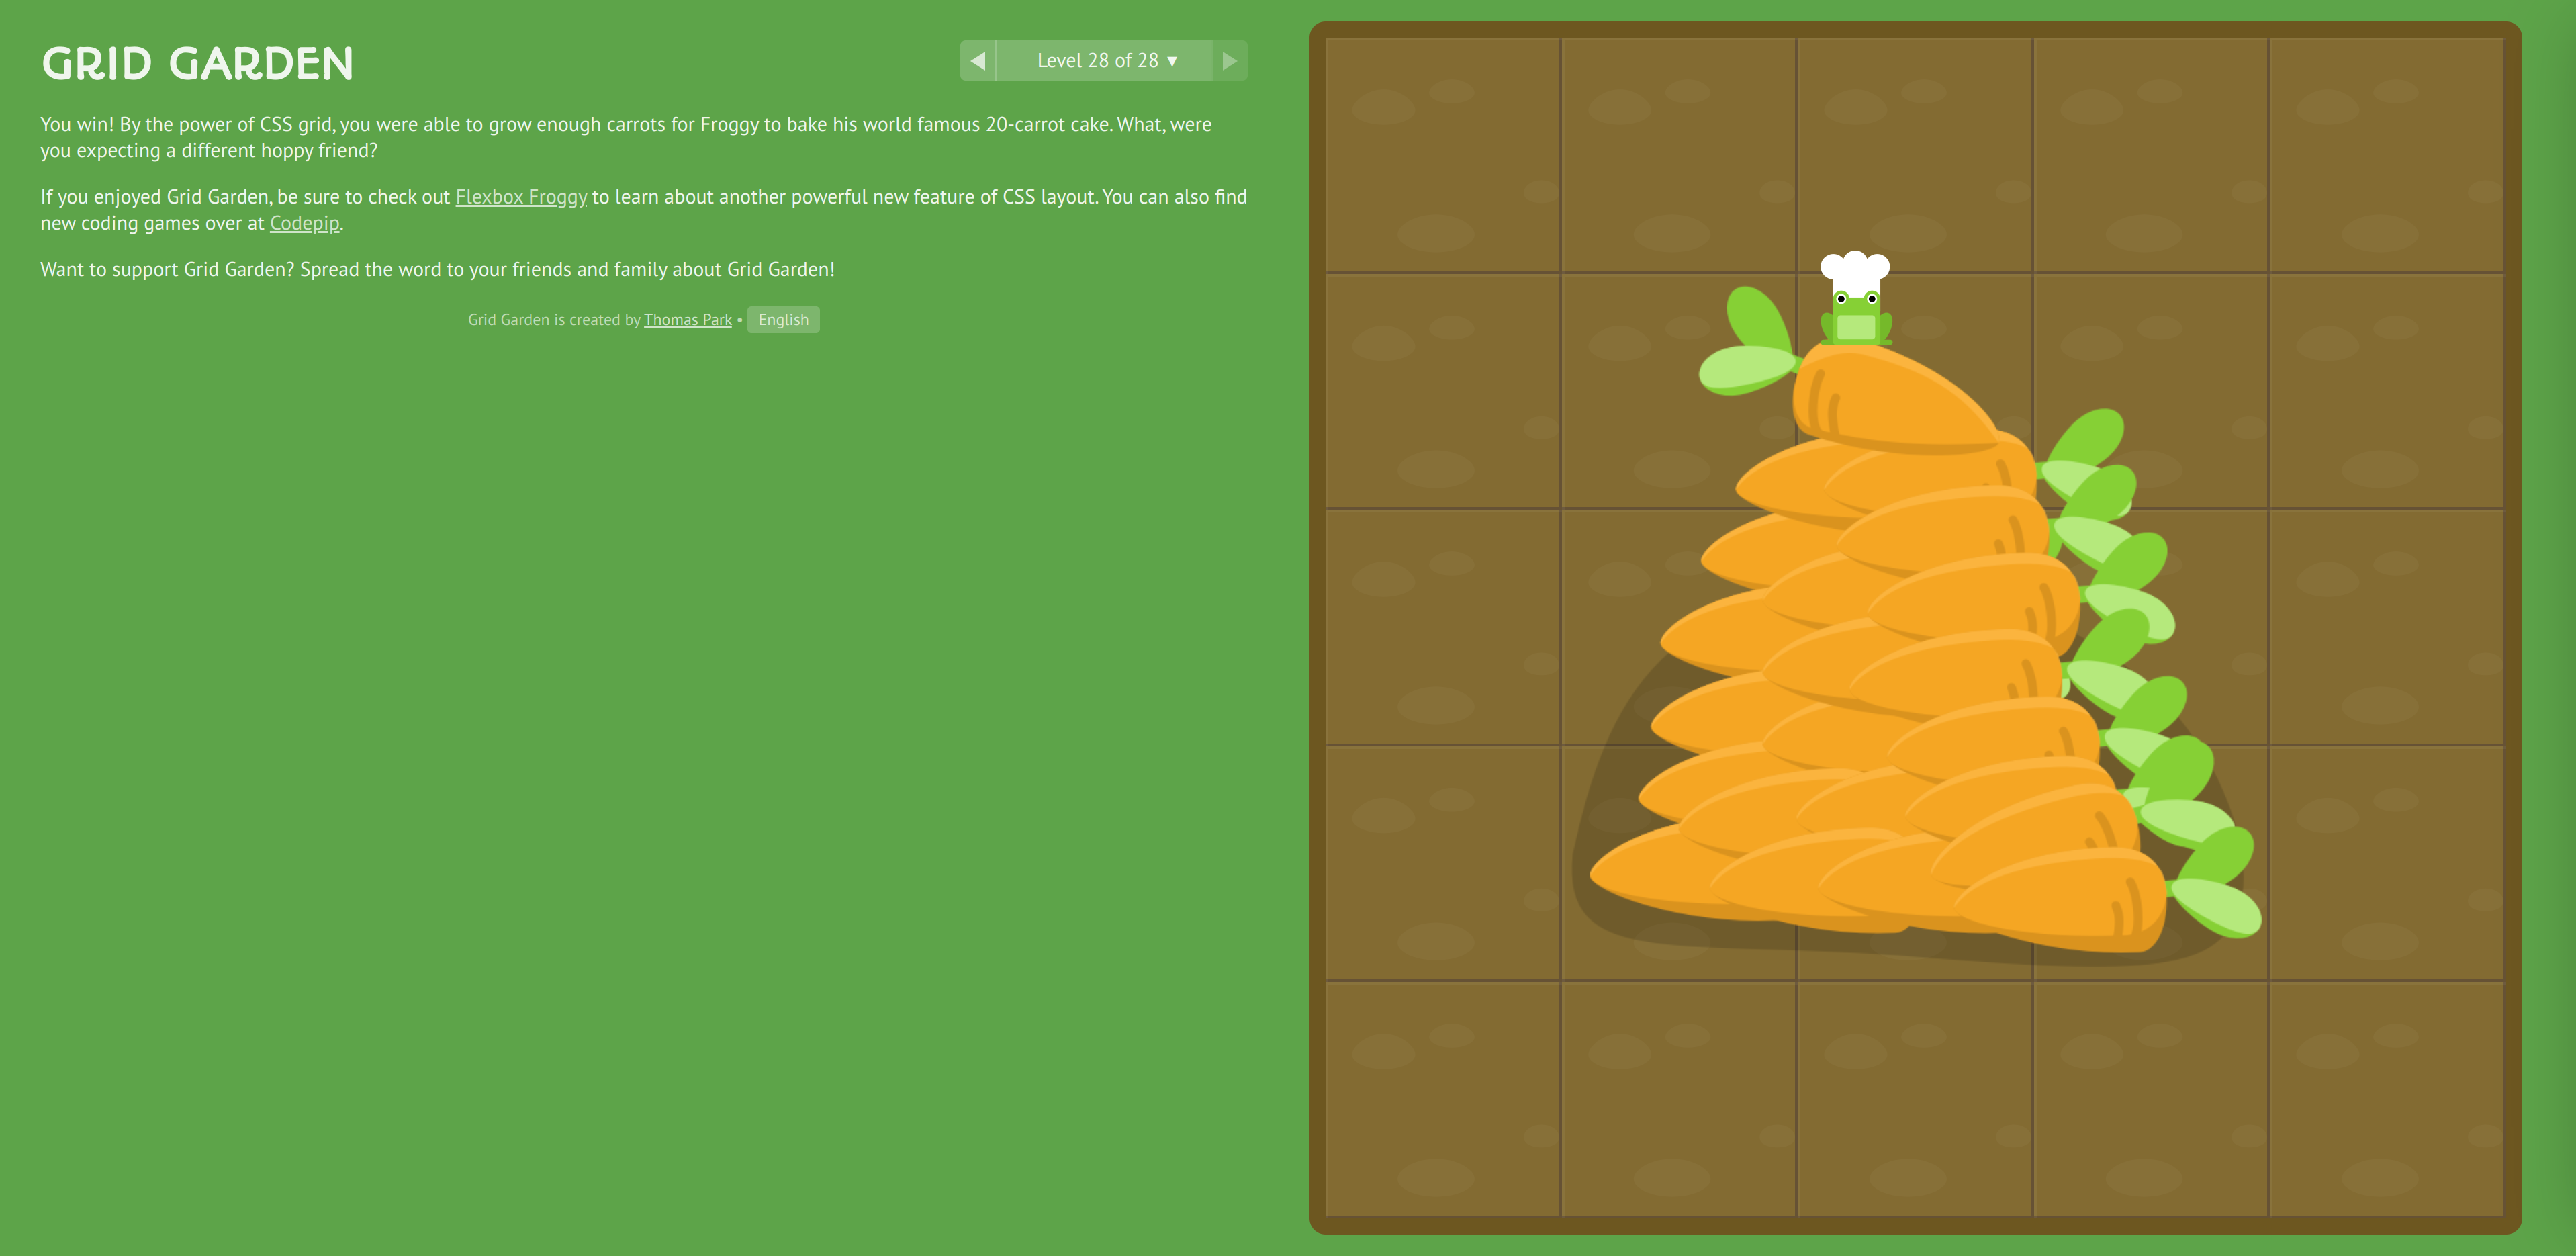 GRID GARDEN
Level 28 of 28 ▼
You win! By the power of CSS grid, you were able to grow enough carrots for Froggy to bake his world famous 20-carrot cake. What, were
you expecting a different hoppy friend?
If you enjoyed Grid Garden, be sure to check out Flexbox Froggy to learn about another powerful new feature of CSS layout. You can also find
new coding games over at Codepip.
Want to support Grid Garden? Spread the word to your friends and family about Grid Garden!
Grid Garden is created by Thomas Park • English